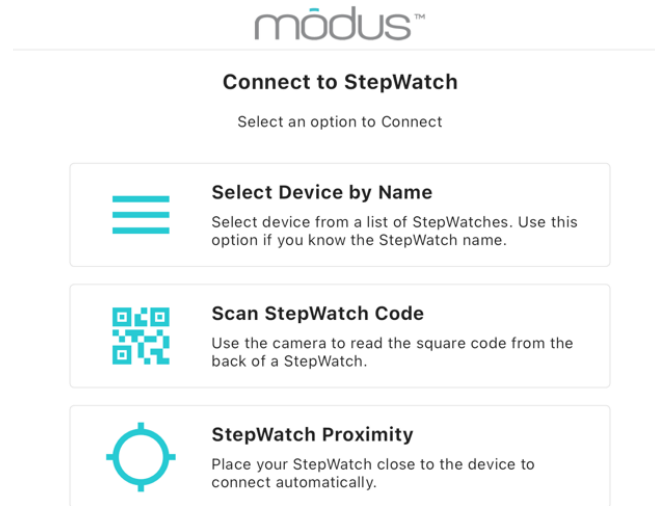 mōdus™
Connect to StepWatch
Select an option to Connect
Select Device by Name
Select device from a list of StepWatches. Use this
option if you know the StepWatch name.
Scan StepWatch Code
Use the camera to read the square code from the
back of a StepWatch.
StepWatch Proximity
Place your StepWatch close to the device to
connect automatically.